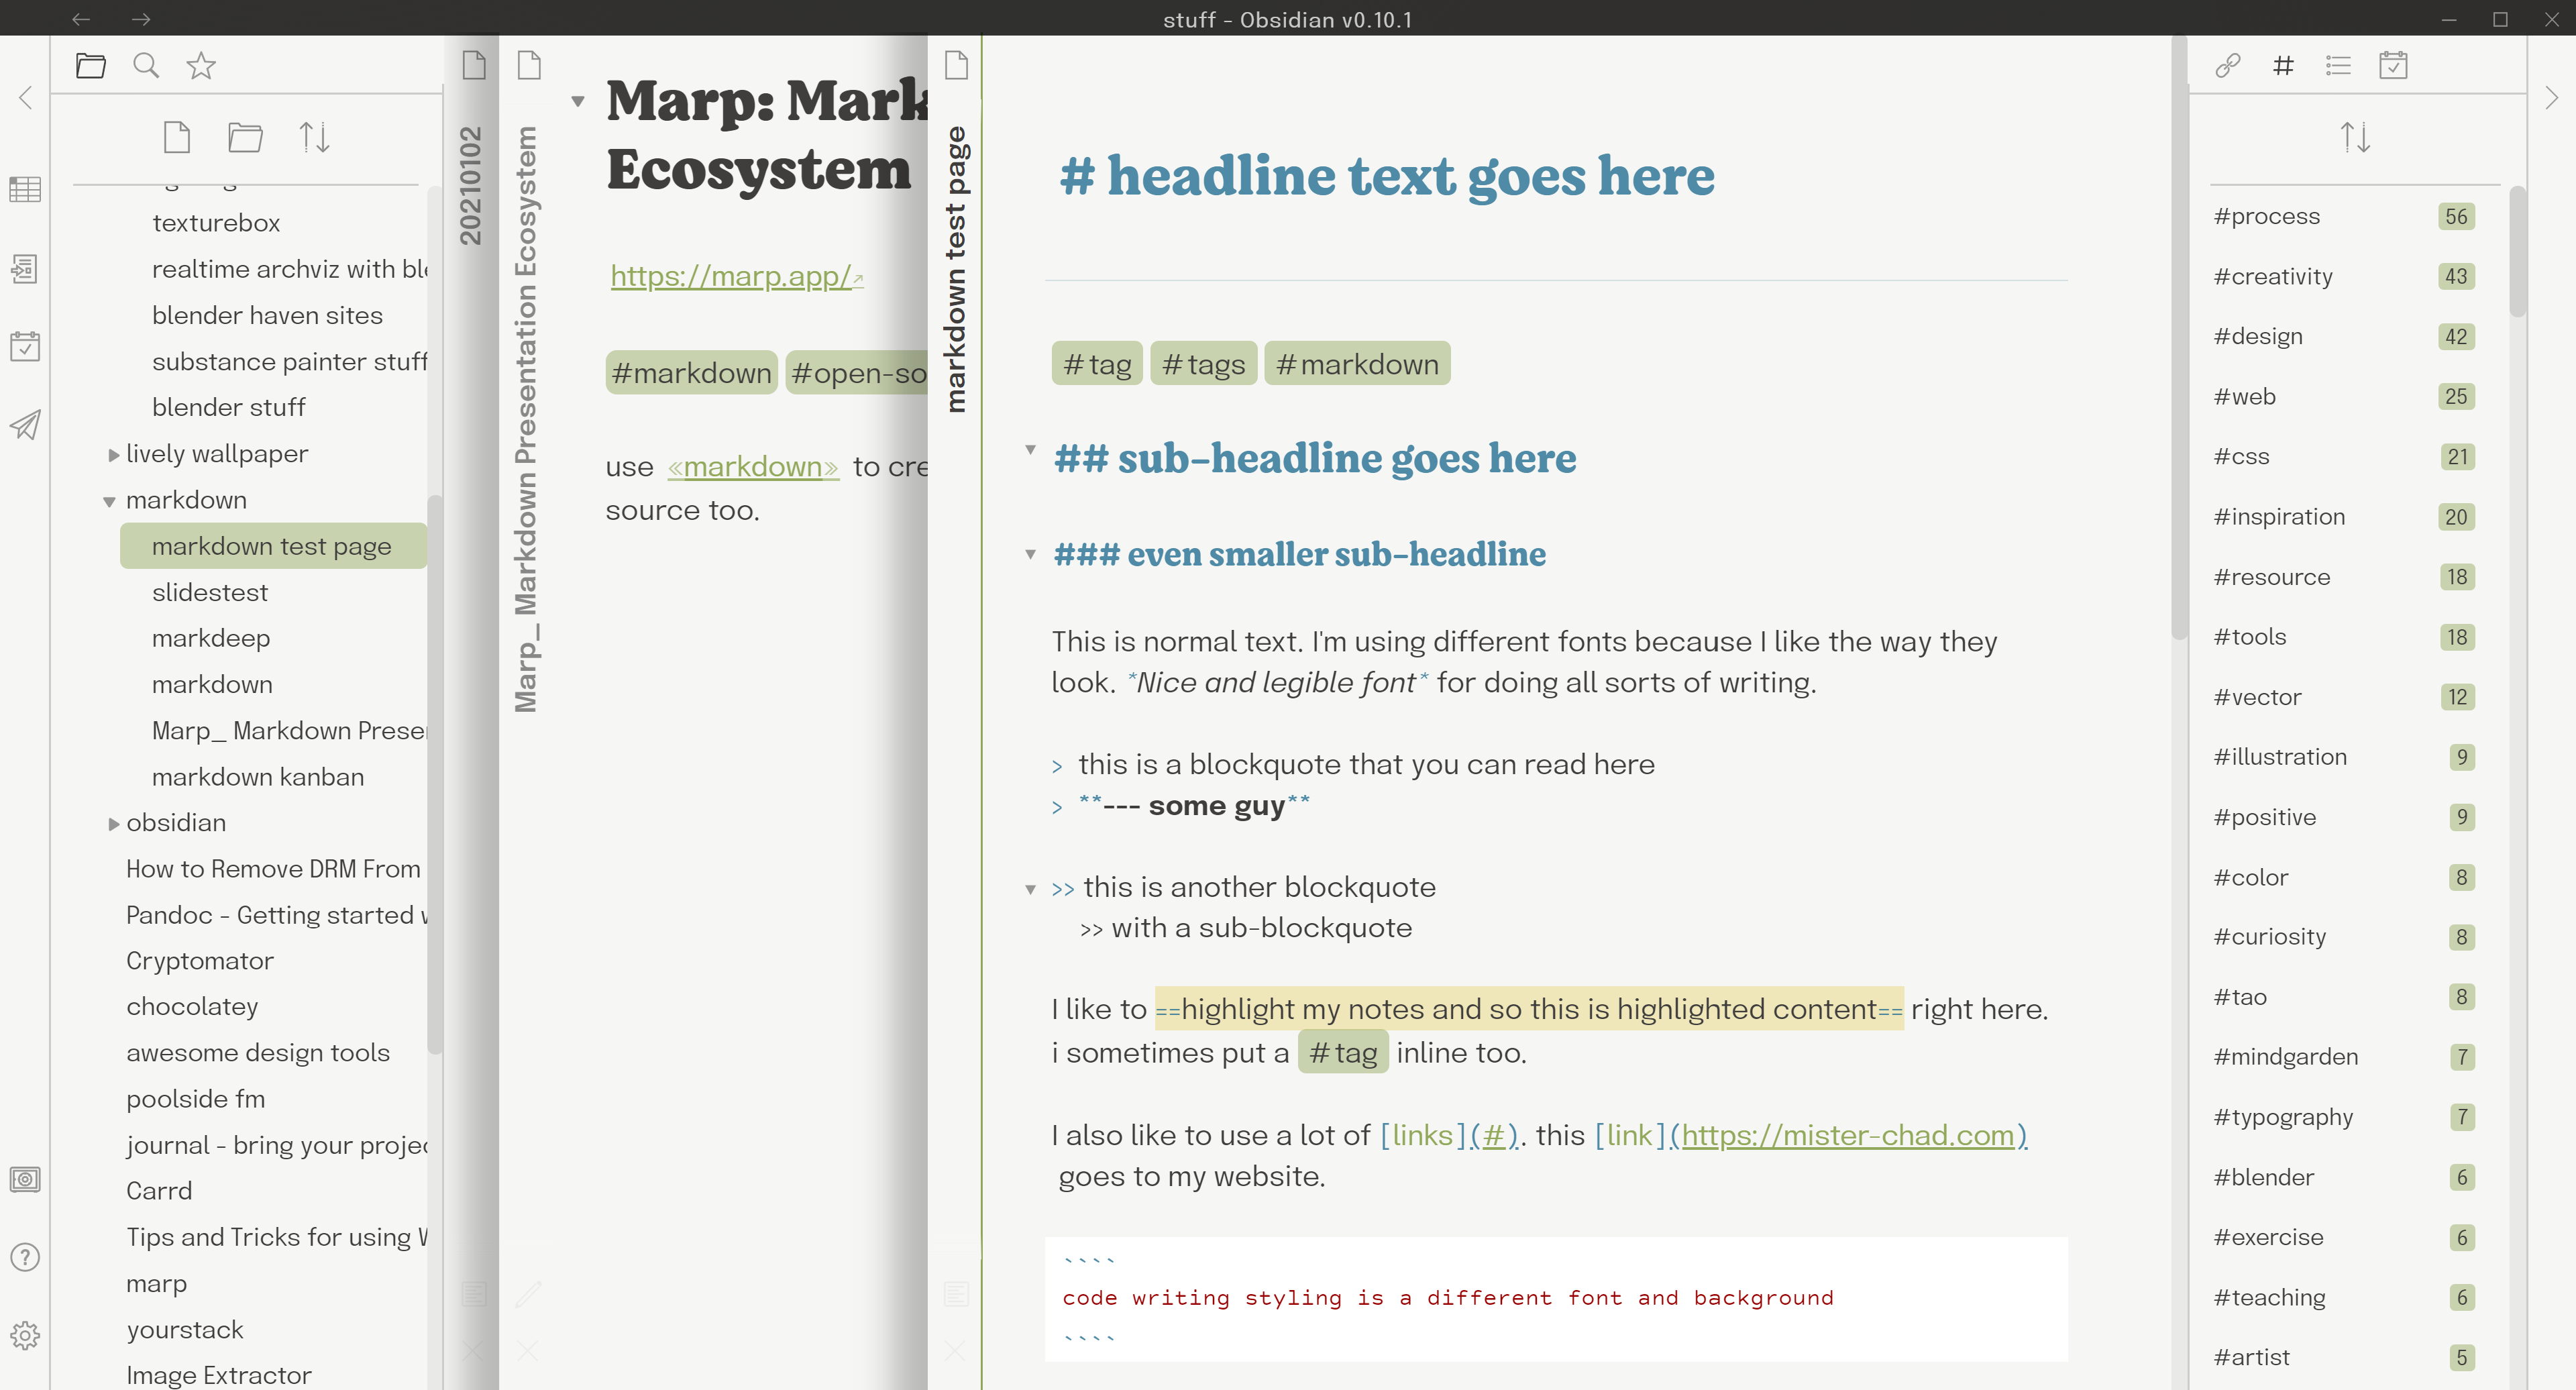 stuff - Obsidian v0.10.1
texturebox
realtime archviz with ble
blender haven sites
substance painter stuff
blender stuff
lively wallpaper
markdown
markdown test page
slidestest
markdeep
markdown
Marp_ Markdown Prese
markdown kanban
obsidian
How to Remove DRM From
Pandoc - Getting started
Cryptomator
chocolatey
awesome design tools
poolside fm
journal - bring your projec
Carrd
Tips and Tricks for using
marp
yourstack
Image Extractor
20210102
Marp_ Markdown Presentation Ecosystem
Marp: Mark
Ecosystem
https://marp.app/
#markdown #open-so
use «markdown» to cre
source too.
markdown test page
# headline text goes here
#tag #tags #markdown
## sub-headline goes here
### even smaller sub-headline
This is normal text. I'm using different fonts because I like the way they
look. *Nice and legible font* for doing all sorts of writing.
> this is a blockquote that you can read here
> **--- some guy**
>> this is another blockquote
>> with a sub-blockquote
I like to ==highlight my notes and so this is highlighted content== right here.
i sometimes put a #tag inline too.
I also like to use a lot of [links](#). this [link](https://mister-chad.com)
goes to my website.
````
code writing styling is a different font and background
````
#process 56
#creativity 43
#design 42
#web 25
#css 21
#inspiration 20
#resource 18
#tools 18
#vector 12
#illustration 9
#positive 9
#color 8
#curiosity 8
#tao 8
#mindgarden 7
#typography 7
#blender 6
#exercise 6
#teaching 6
#artist 5